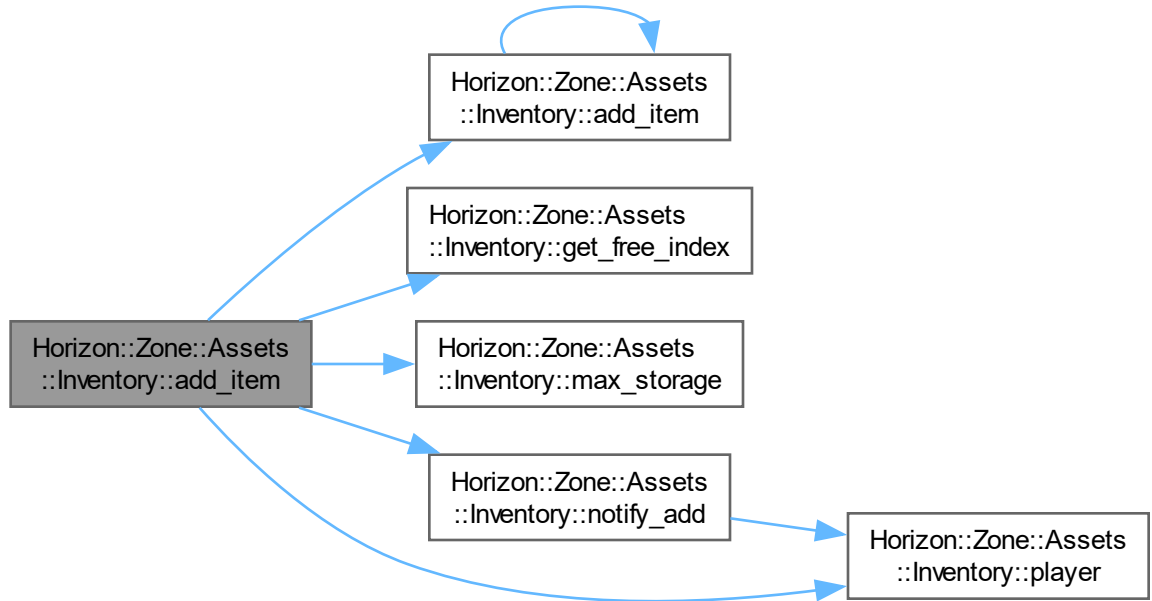 Horizon::Zone::Assets
::Inventory::add_item
Horizon::Zone::Assets
::Inventory::add_item
Horizon::Zone::Assets
::Inventory::get_free_index
Horizon::Zone::Assets
::Inventory::max_storage
Horizon::Zone::Assets
::Inventory::notify_add
Horizon::Zone::Assets
::Inventory::player